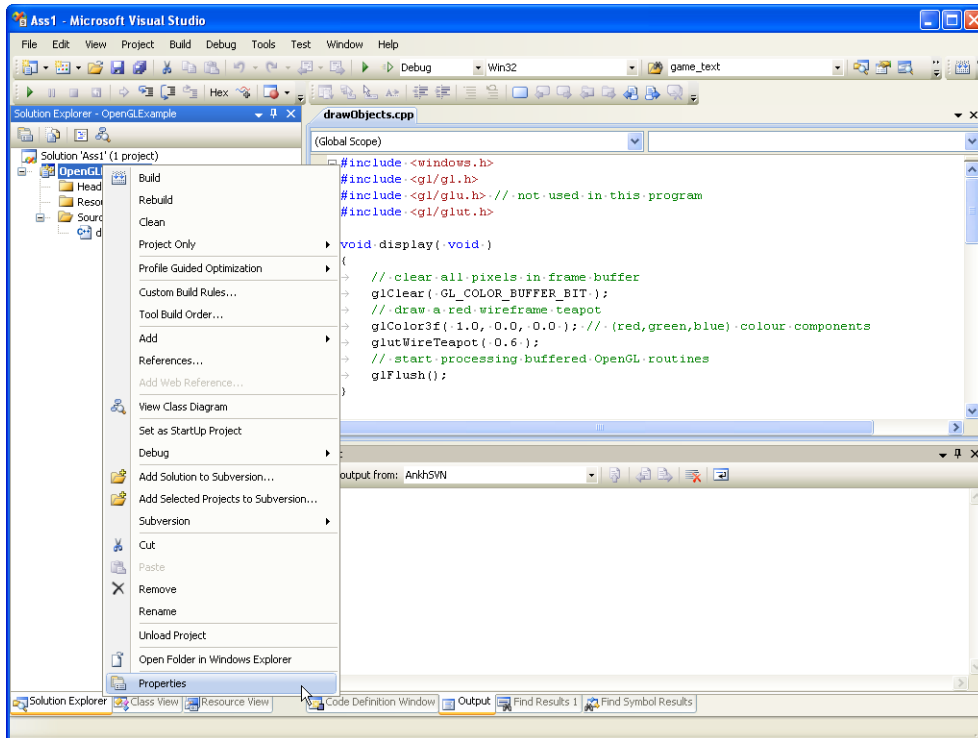 Ass1 - Microsoft Visual Studio
File Edit View Project Build Debug Tools Test Window Help
Debug Win32 game_text
Hex
Solution Explorer - OpenGLExample
Solution 'Ass1' (1 project)
OpenGL
Head
Resou
Sourc
d
Build
Rebuild
Clean
Project Only
Profile Guided Optimization
Custom Build Rules...
Tool Build Order...
Add
References...
Add Web Reference...
View Class Diagram
Set as StartUp Project
Debug
Add Solution to Subversion...
Add Selected Projects to Subversion...
Subversion
Cut
Paste
Remove
Rename
Unload Project
Open Folder in Windows Explorer
Properties
drawObjects.cpp
(Global Scope)
#include <windows.h>
#include <gl/gl.h>
#include <gl/glu.h> // not used in this program
#include <gl/glut.h>
void display( void )
{
// clear all pixels in frame buffer
glClear( GL_COLOR_BUFFER_BIT );
// draw a red wireframe teapot
glColor3f( 1.0, 0.0, 0.0 ); // (red,green,blue) colour components
glutWireTeapot( 0.6 );
// start processing buffered OpenGL routines
glFlush();
}
output from: AnkhSVN
Solution Explorer Class View Resource View
Code Definition Window Output Find Results 1 Find Symbol Results